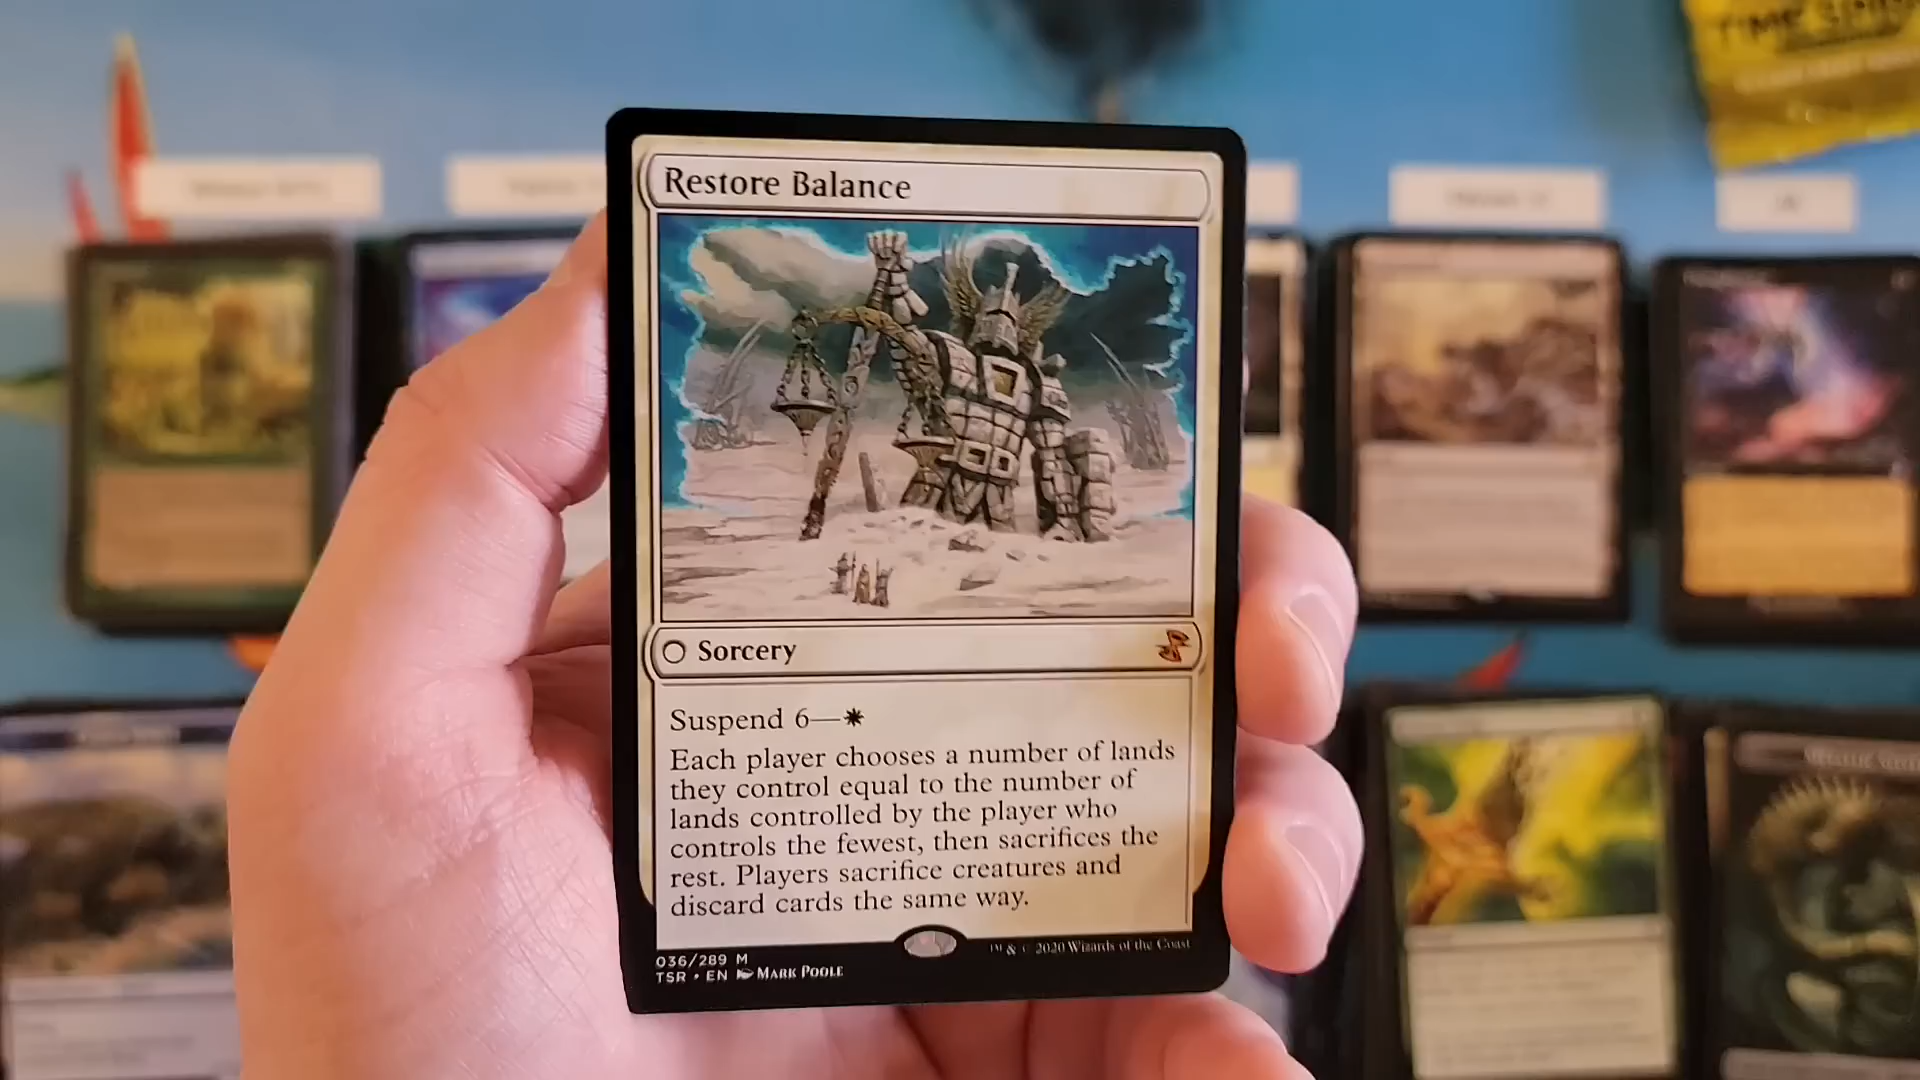 TIME SPIRAL
Restore Balance
Sorcery
Suspend 6—
Each player chooses a number of lands
they control equal to the number of
lands controlled by the player who
controls the fewest, then sacrifices the
rest. Players sacrifice creatures and
discard cards the same way.
036/289 M
TSR • EN MARK POOLE
™ & © 2020 Wizards of the Coast